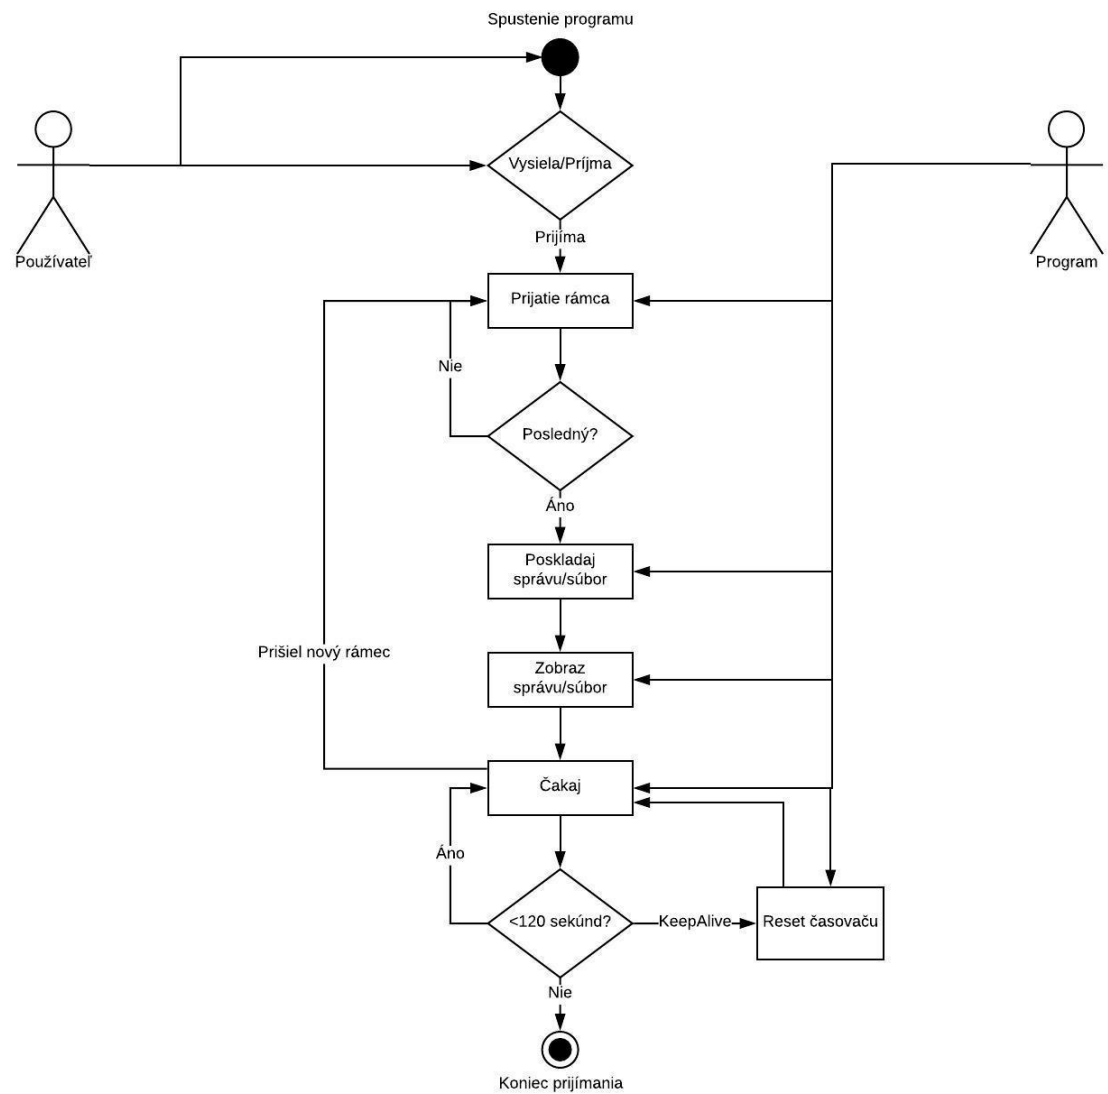 Spustenie programu
Vysiela/Príjma
Používateľ
Program
Prijíma
Prijatie rámca
Nie
Posledný?
Áno
Poskladaj
správu/súbor
Prišiel nový rámec
Zobraz
správu/súbor
Čakaj
Áno
<120 sekúnd?
KeepAlive
Reset časovaču
Nie
Koniec prijímania